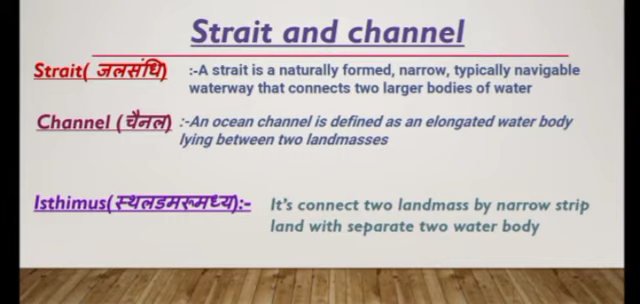 Strait and channel
Strait( जलसंधि) :-A strait is a naturally formed, narrow, typically navigable
waterway that connects two larger bodies of water
Channel (चैनल) :-An ocean channel is defined as an elongated water body
lying between two landmasses
Isthimus(स्थलडमरूमध्य):- It's connect two landmass by narrow strip
land with separate two water body